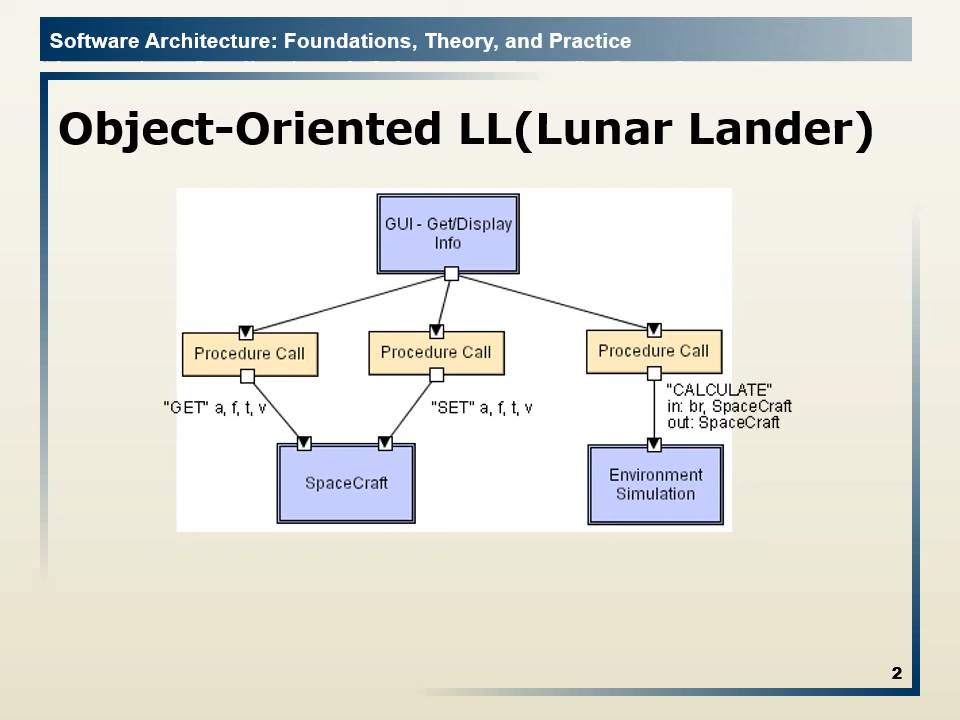 Software Architecture: Foundations, Theory, and Practice
Object-Oriented LL(Lunar Lander)
GUI - Get/Display
Info
Procedure Call
Procedure Call
Procedure Call
"GET" a, f, t, v
"SET" a, f, t, v
"CALCULATE"
in: br, SpaceCraft
out: SpaceCraft
SpaceCraft
Environment
Simulation
2